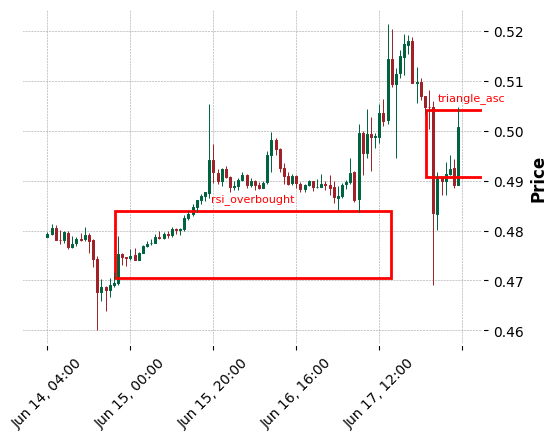 0.52
0.51
triangle_asc
0.50
0.49
rsi_overbought
0.48
0.47
0.46
Price
Jun 14, 04:00
Jun 15, 00:00
Jun 15, 20:00
Jun 16, 16:00
Jun 17, 12:00